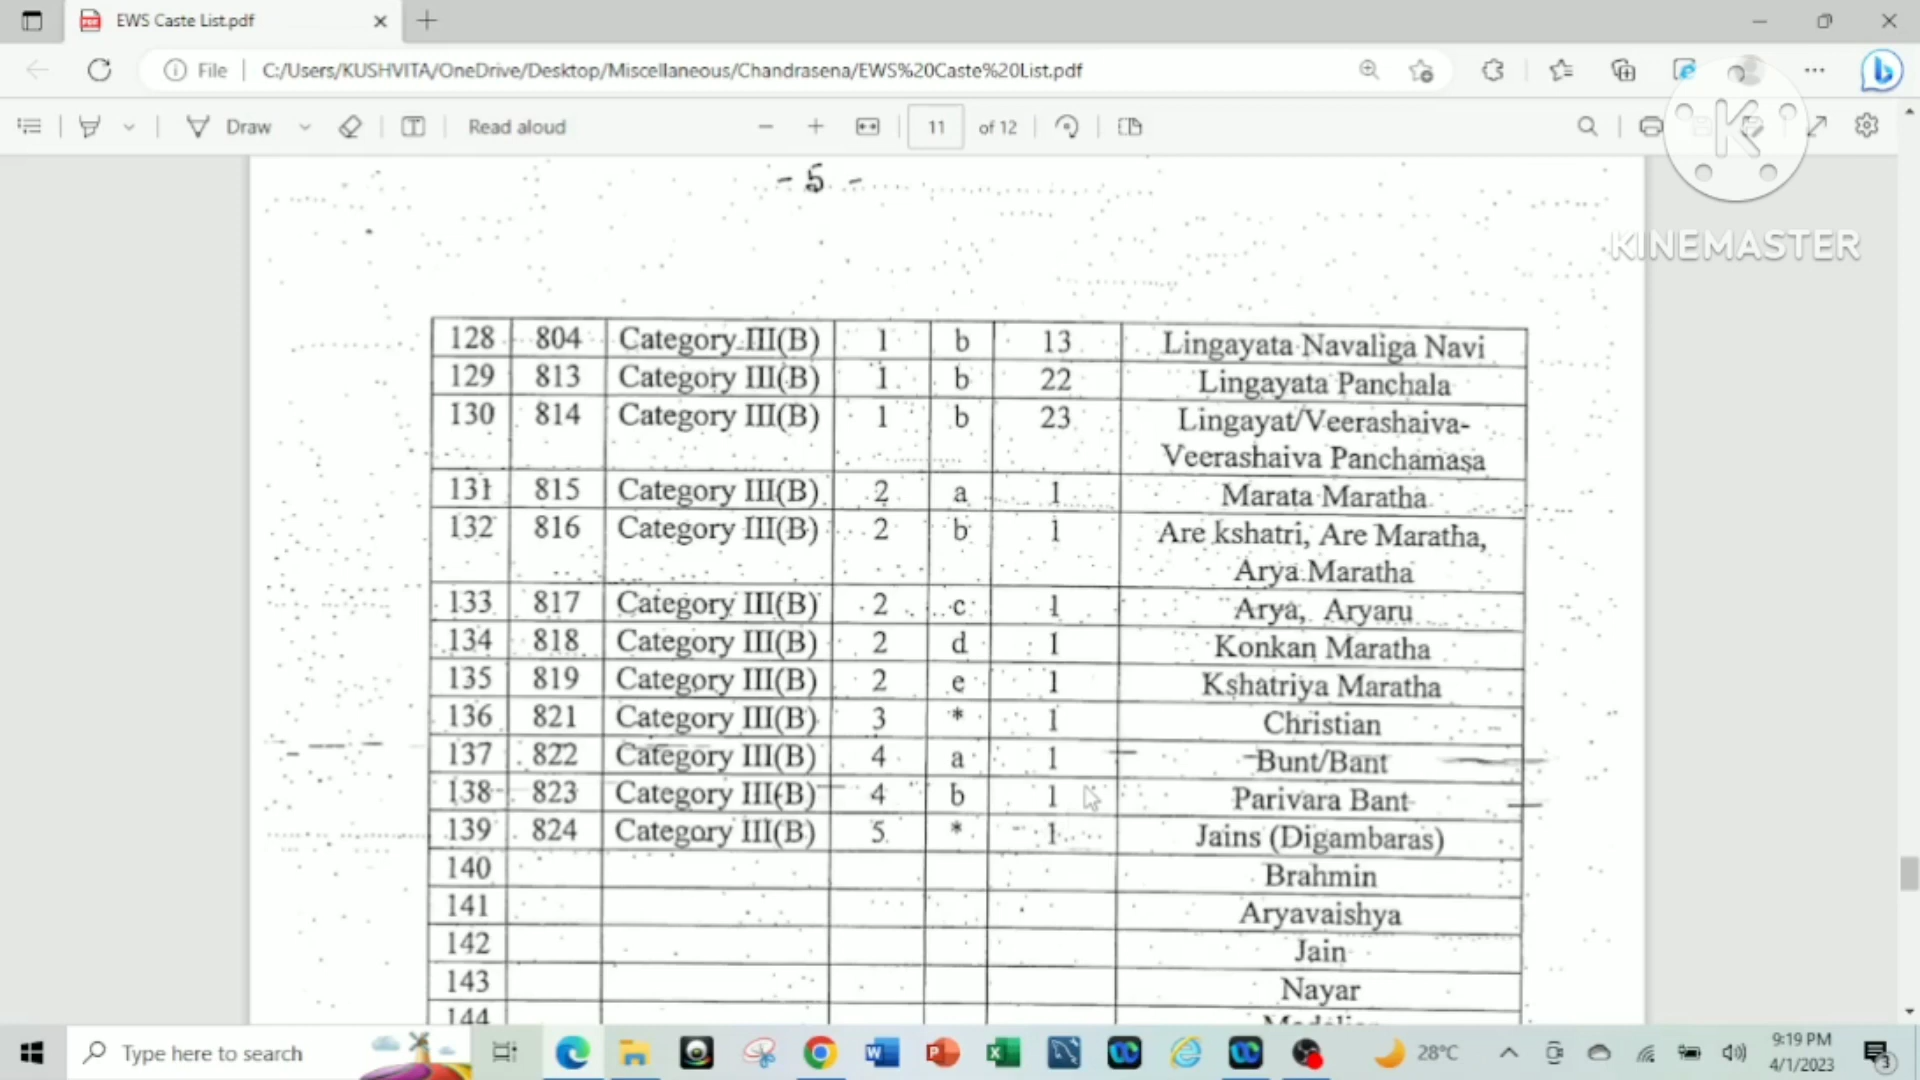 EWS Caste List.pdf
File
C:/Users/KUSHVITA/OneDrive/Desktop/Miscellaneous/Chandrasena/EWS%20Caste%20List.pdf
Draw
Read aloud
11 of 12
KINEMASTER
- 5 -
128 804 Category III(B) 1 b 13 Lingayata Navaliga Navi
129 813 Category III(B) 1 b 22 Lingayata Panchala
130 814 Category III(B) 1 b 23 Lingayat/Veerashaiva-
Veerashaiva Panchamasa
131 815 Category III(B) 2 a 1 Marata Maratha
132 816 Category III(B) 2 b 1 Are kshatri, Are Maratha,
Arya Maratha
133 817 Category III(B) 2 c 1 Arya, Aryaru
134 818 Category III(B) 2 d 1 Konkan Maratha
135 819 Category III(B) 2 e 1 Kshatriya Maratha
136 821 Category III(B) 3 * 1 Christian
137 822 Category III(B) 4 a 1 Bunt/Bant
138 823 Category III(B) 4 b 1 Parivara Bant
139 824 Category III(B) 5 * 1 Jains (Digambaras)
140 Brahmin
141 Aryavaishya
142 Jain
143 Nayar
144
Type here to search
28°C
9:19 PM
4/1/2023
3